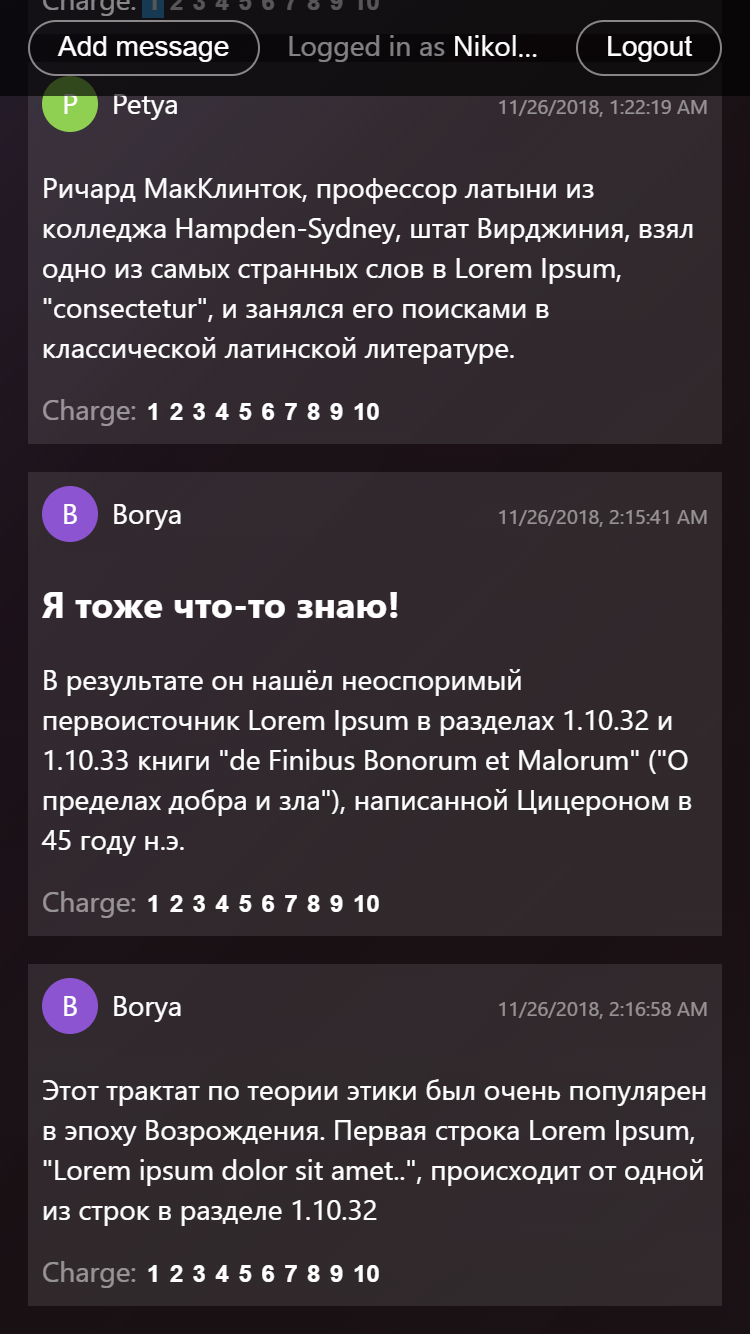 Charge: 1 2 3 4 5 6 7 8 9 10
Add message Logged in as Nikol... Logout
P Petya 11/26/2018, 1:22:19 AM
Ричард МакКлинток, профессор латыни из
колледжа Hampden-Sydney, штат Вирджиния, взял
одно из самых странных слов в Lorem Ipsum,
"consectetur", и занялся его поисками в
классической латинской литературе.
Charge: 1 2 3 4 5 6 7 8 9 10
B Borya 11/26/2018, 2:15:41 AM
Я тоже что-то знаю!
В результате он нашёл неоспоримый
первоисточник Lorem Ipsum в разделах 1.10.32 и
1.10.33 книги "de Finibus Bonorum et Malorum" ("О
пределах добра и зла"), написанной Цицероном в
45 году н.э.
Charge: 1 2 3 4 5 6 7 8 9 10
B Borya 11/26/2018, 2:16:58 AM
Этот трактат по теории этики был очень популярен
в эпоху Возрождения. Первая строка Lorem Ipsum,
"Lorem ipsum dolor sit amet..", происходит от одной
из строк в разделе 1.10.32
Charge: 1 2 3 4 5 6 7 8 9 10